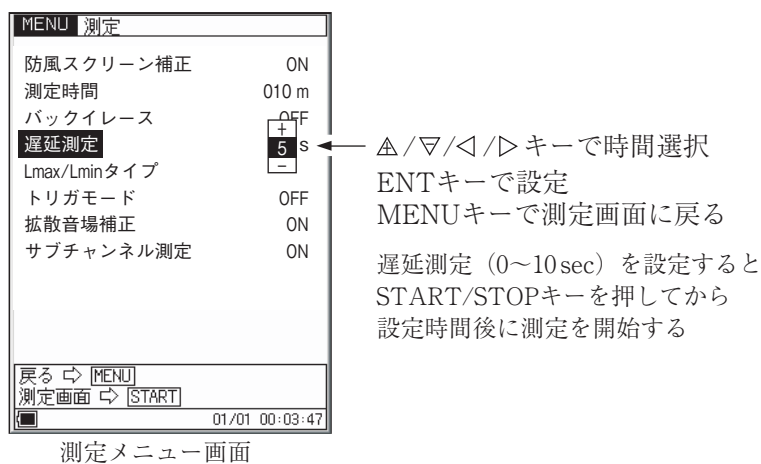 MENU 測定
防風スクリーン補正 ON
測定時間 010 m
バックイレース OFF
+
遅延測定 5 s
Lmax/Lminタイプ −
トリガモード OFF
拡散音場補正 ON
サブチャンネル測定 ON
戻る ⇨ MENU
測定画面 ⇨ START
01/01 00:03:47
測定メニュー画面
△/▽/◁/▷キーで時間選択
ENTキーで設定
MENUキーで測定画面に戻る
遅延測定（0～10 sec）を設定すると
START/STOPキーを押してから
設定時間後に測定を開始する